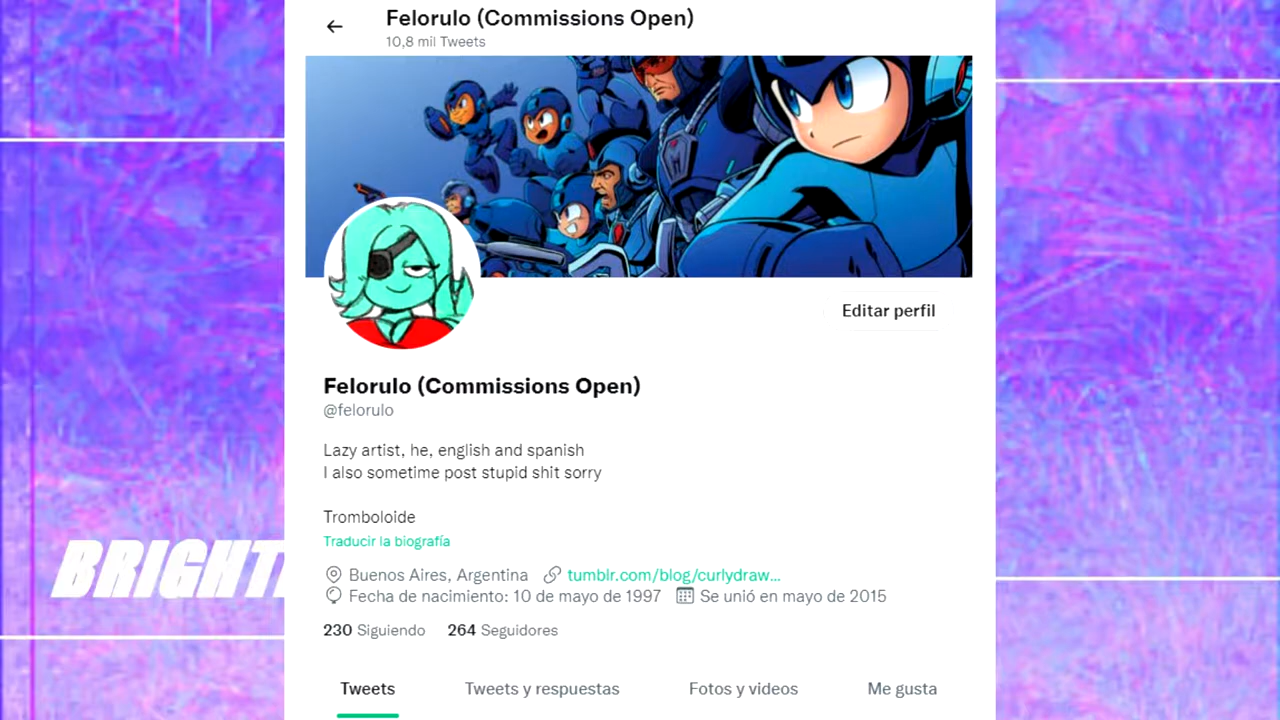 Felorulo (Commissions Open)
10,8 mil Tweets
Editar perfil
Felorulo (Commissions Open)
@felorulo
Lazy artist, he, english and spanish
I also sometime post stupid shit sorry
Tromboloide
Traducir la biografía
Buenos Aires, Argentina tumblr.com/blog/curlydraw...
Fecha de nacimiento: 10 de mayo de 1997 Se unió en mayo de 2015
230 Siguiendo 264 Seguidores
Tweets Tweets y respuestas Fotos y videos Me gusta
BRIGHT